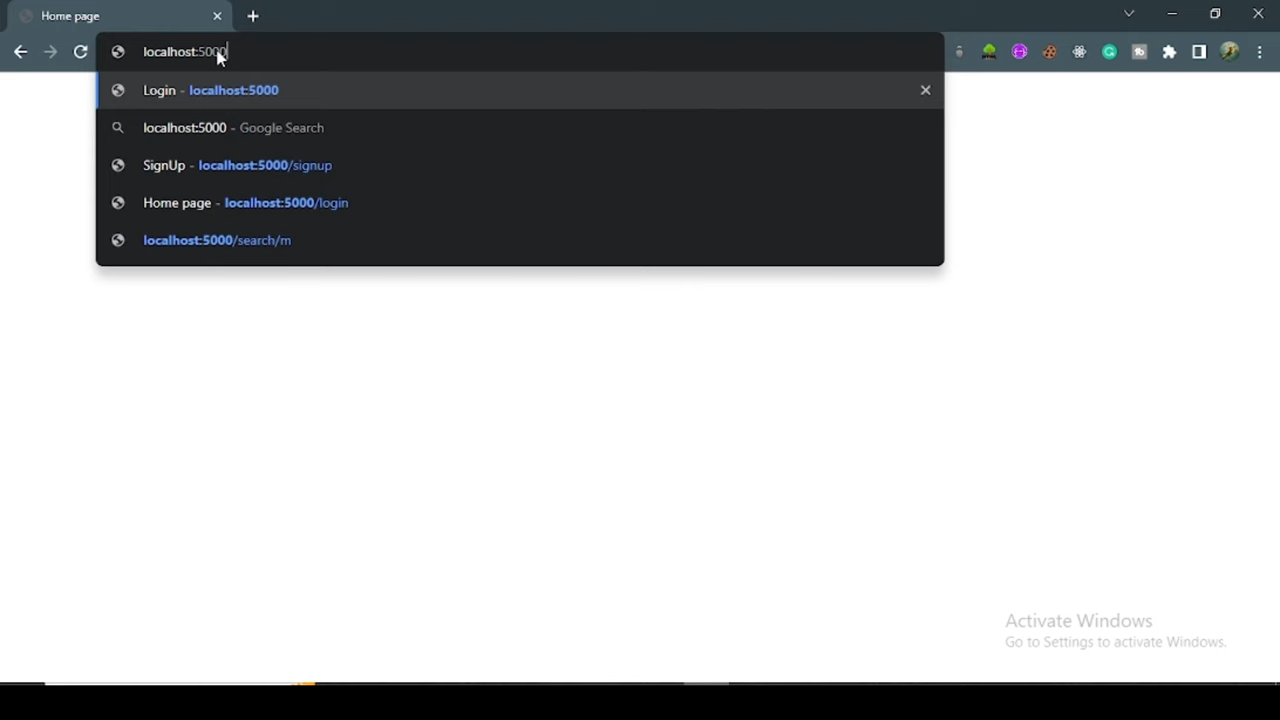 Home page
localhost:5000
Login - localhost:5000
localhost:5000 - Google Search
SignUp - localhost:5000/signup
Home page - localhost:5000/login
localhost:5000/search/m
Activate Windows
Go to Settings to activate Windows.